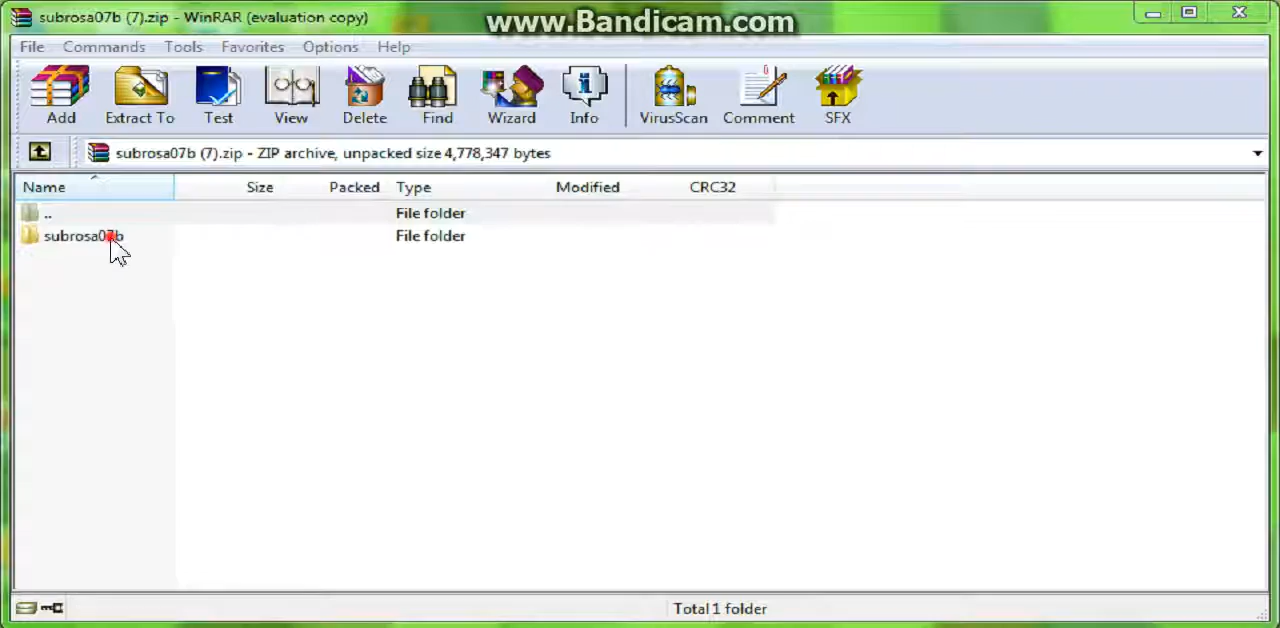 subrosa07b (7).zip - WinRAR (evaluation copy)
www.Bandicam.com
File Commands Tools Favorites Options Help
Add Extract To Test View Delete Find Wizard Info VirusScan Comment SFX
subrosa07b (7).zip - ZIP archive, unpacked size 4,778,347 bytes
Name Size Packed Type Modified CRC32
.. File folder
subrosa07b File folder
Total 1 folder